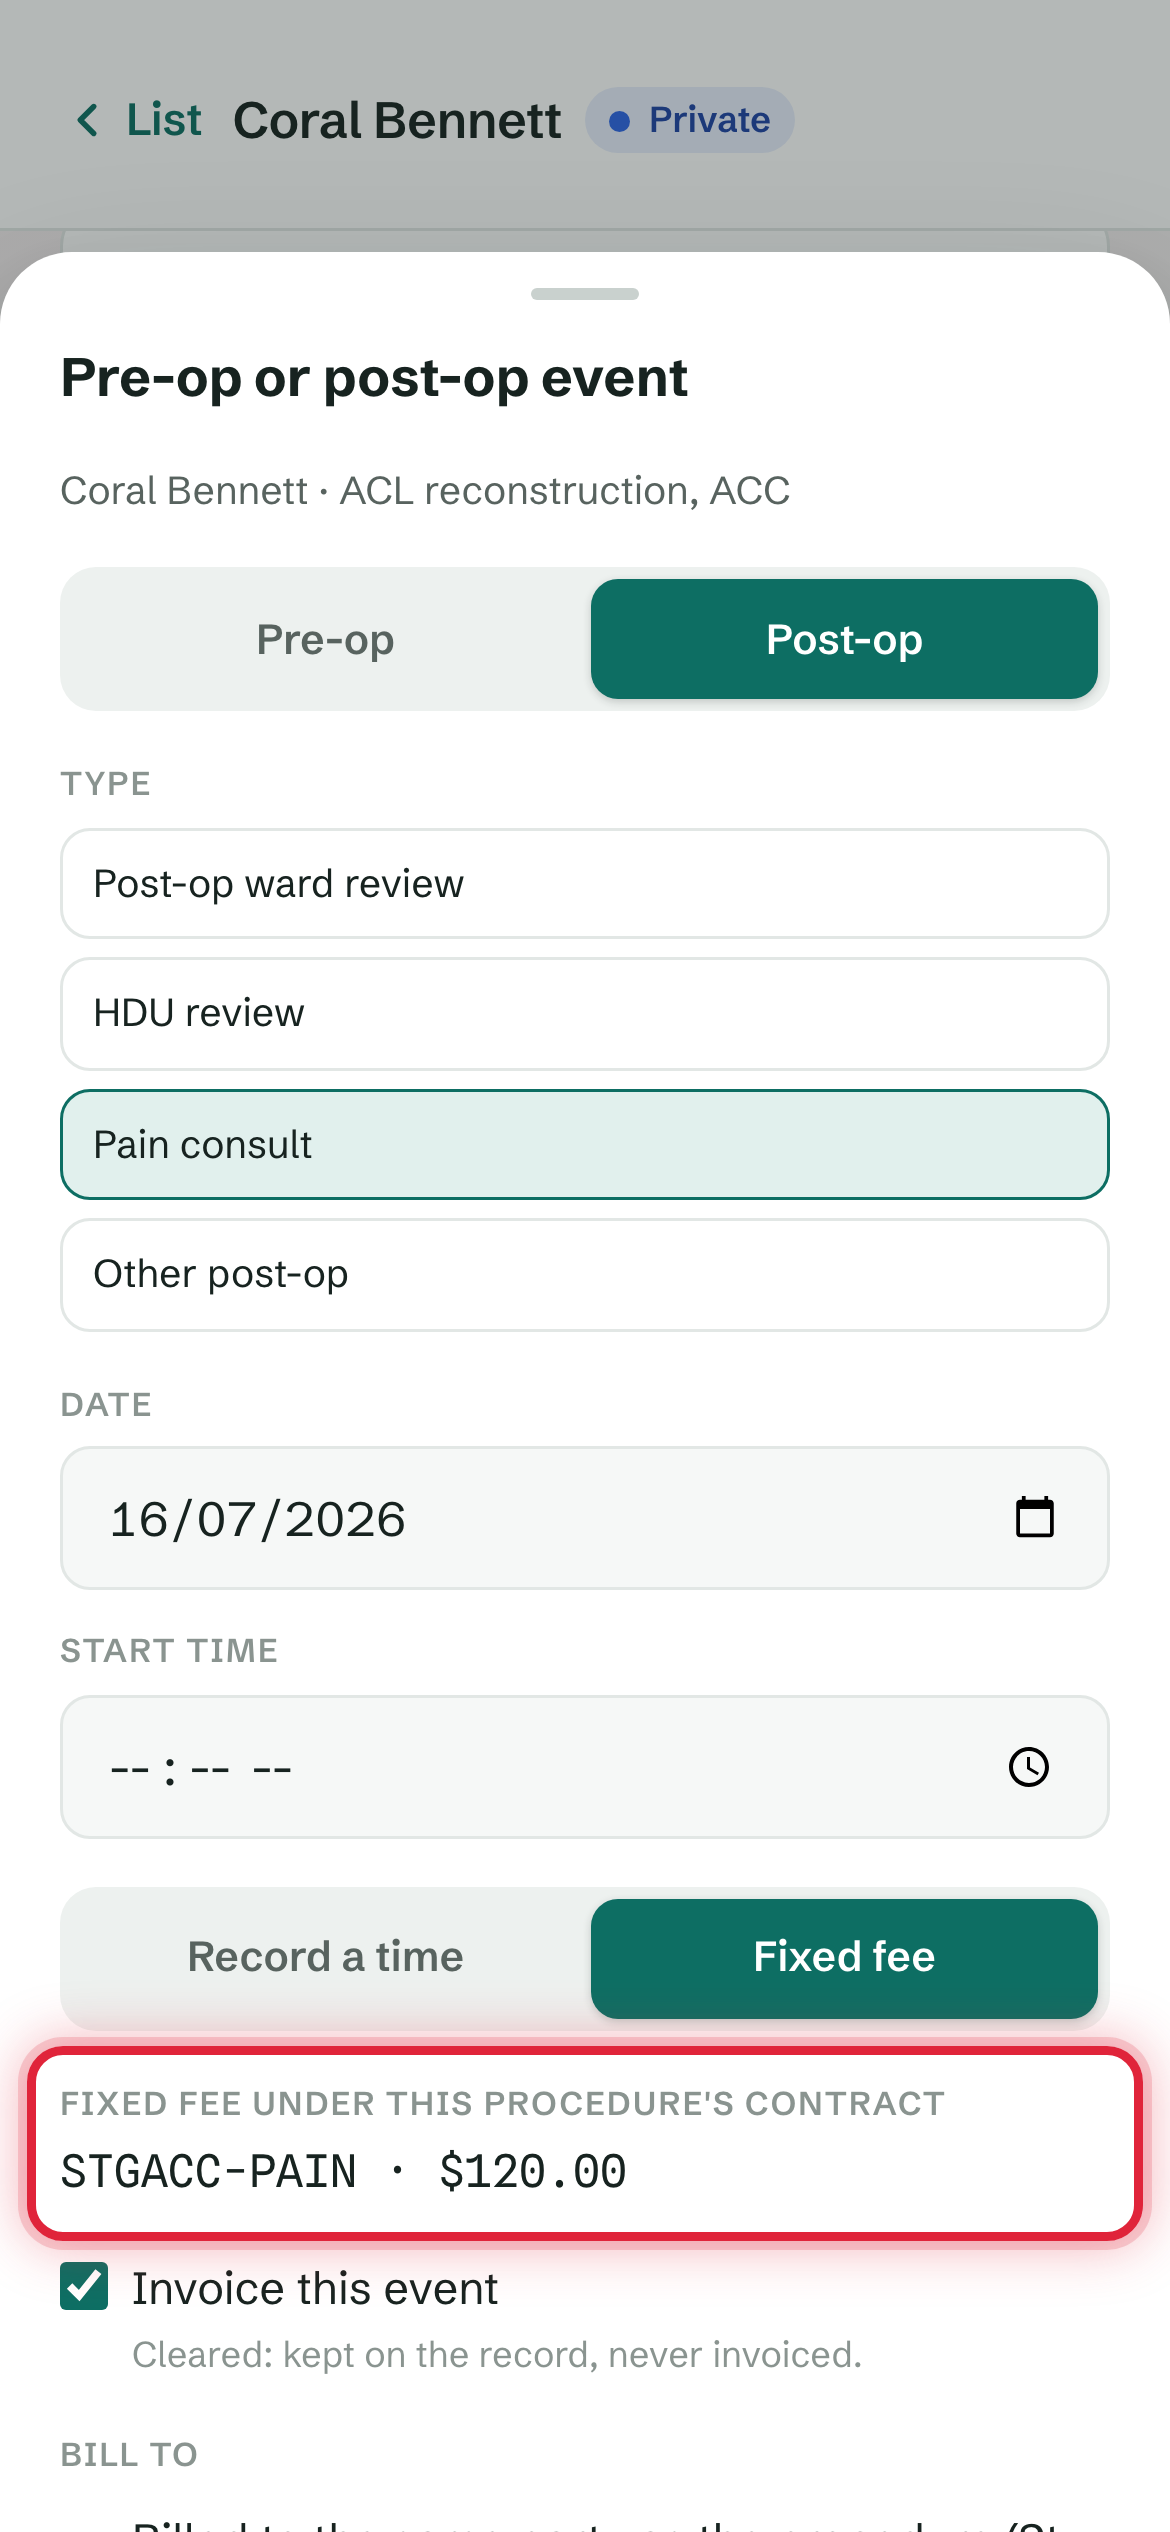 List Coral Bennett Private
Pre-op or post-op event
Coral Bennett · ACL reconstruction, ACC
Pre-op Post-op
TYPE
Post-op ward review
HDU review
Pain consult
Other post-op
DATE
16/07/2026
START TIME
-- : -- --
Record a time Fixed fee
FIXED FEE UNDER THIS PROCEDURE'S CONTRACT
STGACC-PAIN · $120.00
Invoice this event
Cleared: kept on the record, never invoiced.
BILL TO